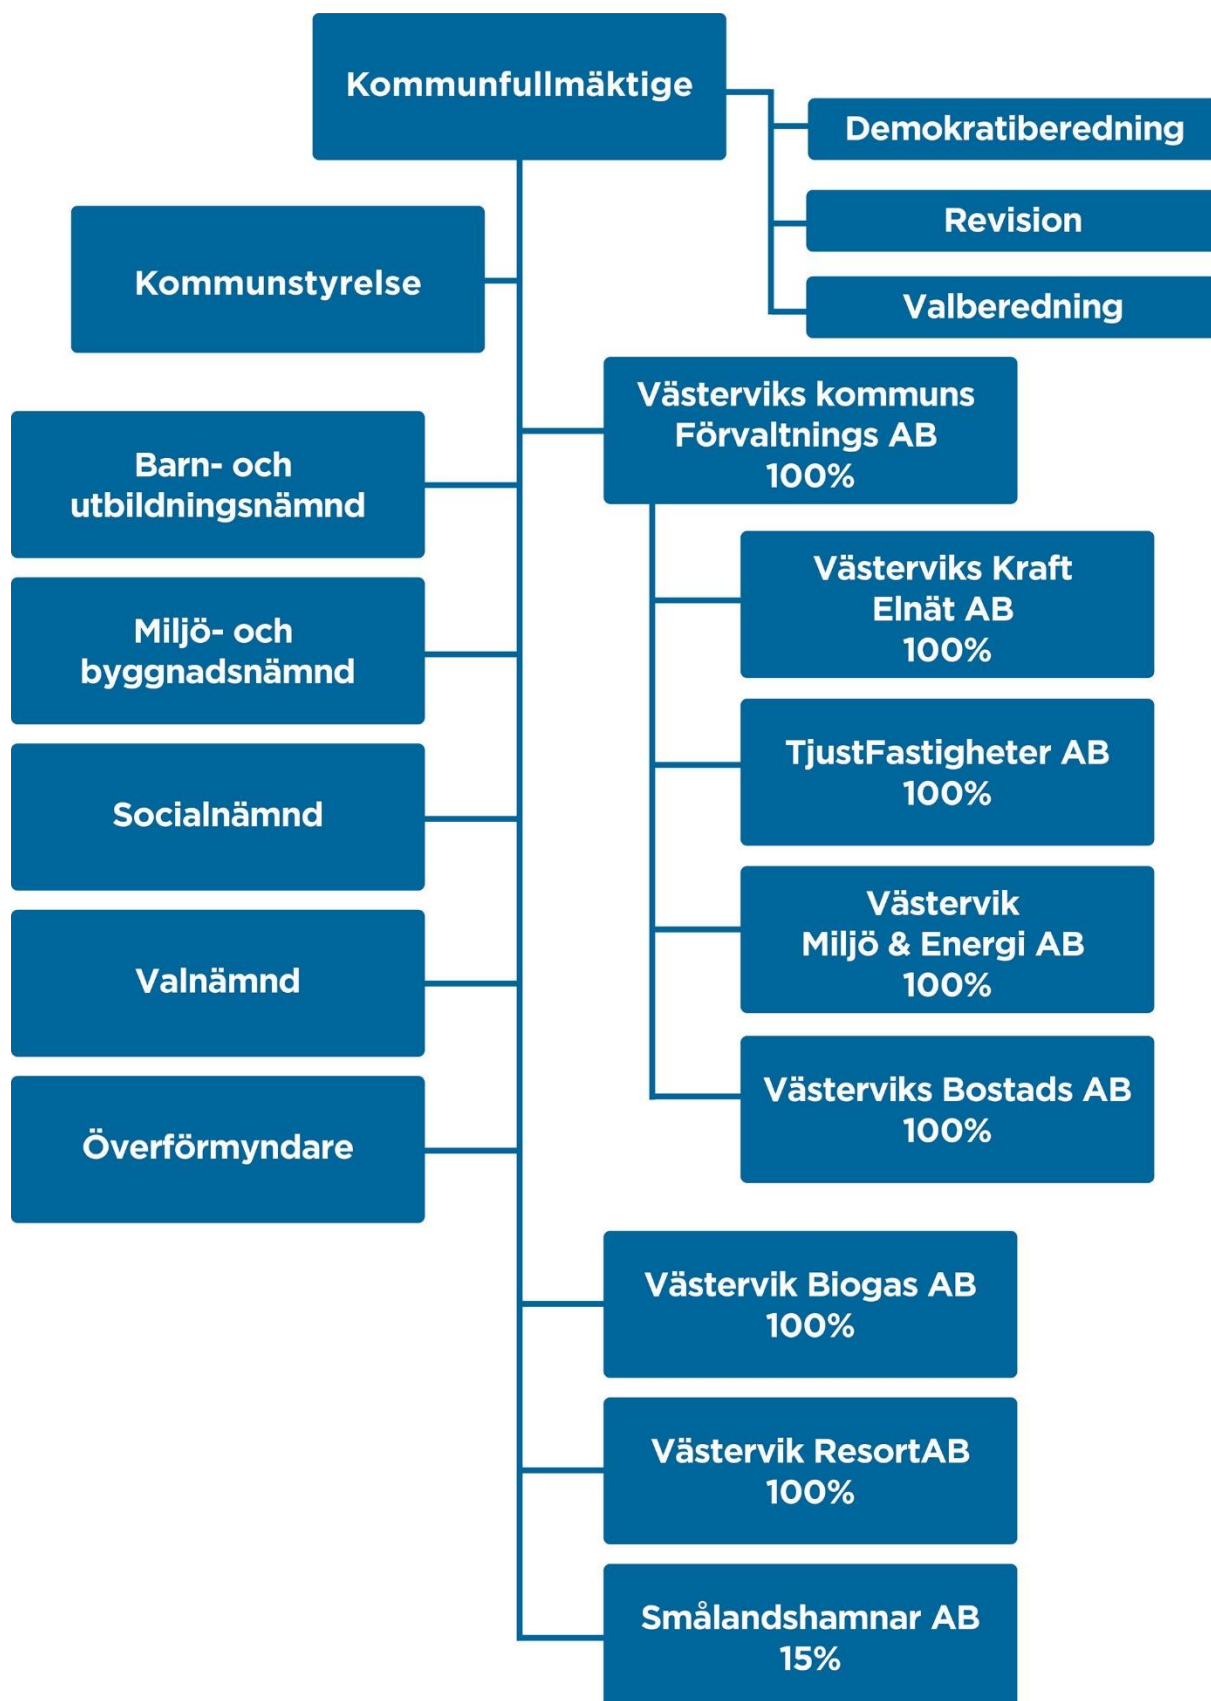 Kommunfullmäktige
Demokratiberedning
Revision
Valberedning
Kommunstyrelse
Västerviks kommuns
Förvaltnings AB
100%
Barn- och
utbildningsnämnd
Miljö- och
byggnadsnämnd
Socialnämnd
Valnämnd
Överförmyndare
Västerviks Kraft
Elnät AB
100%
TjustFastigheter AB
100%
Västervik
Miljö & Energi AB
100%
Västerviks Bostads AB
100%
Västervik Biogas AB
100%
Västervik ResortAB
100%
Smålandshamnar AB
15%